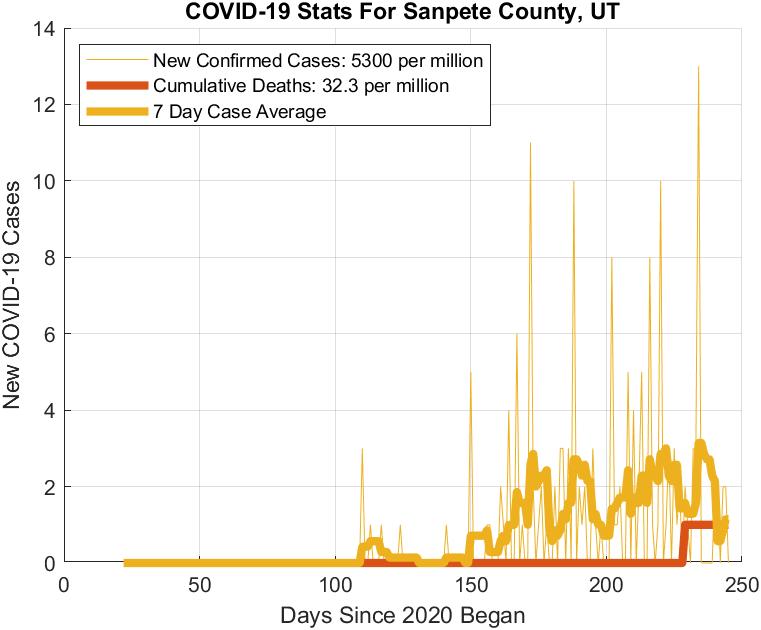 COVID-19 Stats For Sanpete County, UT
14
12
10
8
6
4
2
0
New Confirmed Cases: 5300 per million
Cumulative Deaths: 32.3 per million
7 Day Case Average
New COVID-19 Cases
0 50 100 150 200 250
Days Since 2020 Began